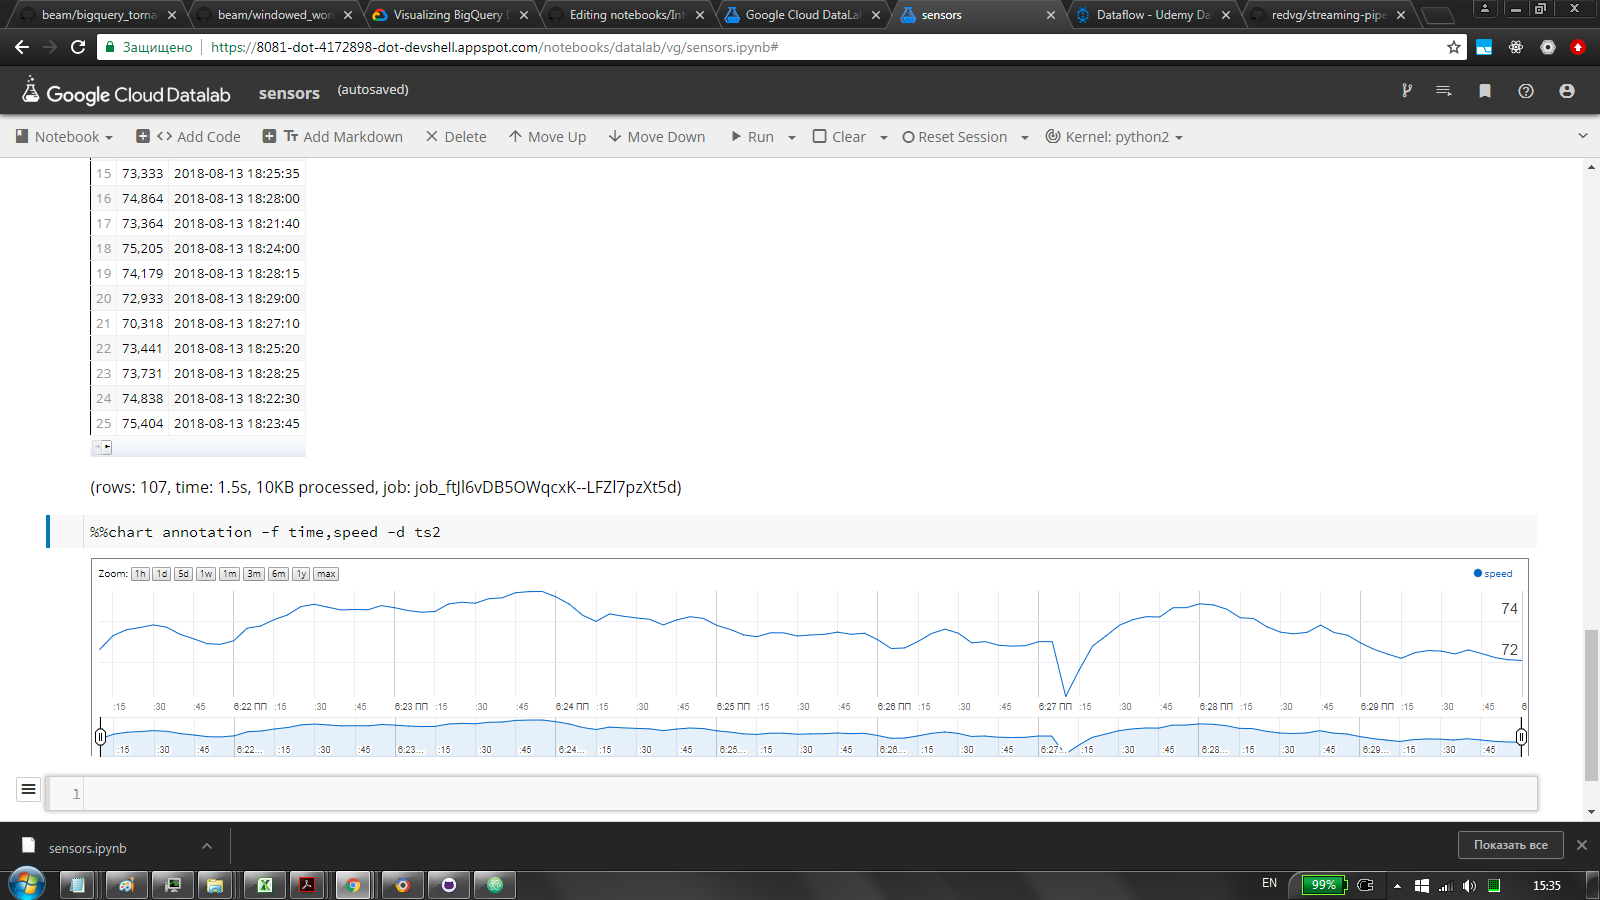 beam/bigquery_torna
beam/windowed_wor
Visualizing BigQuery D
Editing notebooks/Int
Google Cloud DataLa
sensors
Dataflow - Udemy Da
redvg/streaming-pipe
Защищено
https://8081-dot-4172898-dot-devshell.appspot.com/notebooks/datalab/vg/sensors.ipynb#
Google Cloud Datalab
sensors
(autosaved)
Notebook
Add Code
Add Markdown
Delete
Move Up
Move Down
Run
Clear
Reset Session
Kernel: python2
15 73,333 2018-08-13 18:25:35
16 74,864 2018-08-13 18:28:00
17 73,364 2018-08-13 18:21:40
18 75,205 2018-08-13 18:24:00
19 74,179 2018-08-13 18:28:15
20 72,933 2018-08-13 18:29:00
21 70,318 2018-08-13 18:27:10
22 73,441 2018-08-13 18:25:20
23 73,731 2018-08-13 18:28:25
24 74,838 2018-08-13 18:22:30
25 75,404 2018-08-13 18:23:45
(rows: 107, time: 1.5s, 10KB processed, job: job_ftJl6vDB5OWqcxK--LFZl7pzXt5d)
%%chart annotation -f time,speed -d ts2
Zoom: 1h 1d 5d 1w 1m 3m 6m 1y max
speed
74
72
:15 :30 :45 6:22 ПП :15 :30 :45 6:23 ПП :15 :30 :45 6:24 ПП :15 :30 :45 6:25 ПП :15 :30 :45 6:26 ПП :15 :30 :45 6:27 ПП :15 :30 :45 6:28 ПП :15 :30 :45 6:29 ПП :15 :30 :45 6
:15 :30 :45 6:22... :15 :30 :45 6:23... :15 :30 :45 6:24... :15 :30 :45 6:25... :15 :30 :45 6:26... :15 :30 :45 6:27... :15 :30 :45 6:28... :15 :30 :45 6:29... :15 :30 :45
1
sensors.ipynb
Показать все
EN
99%
15:35